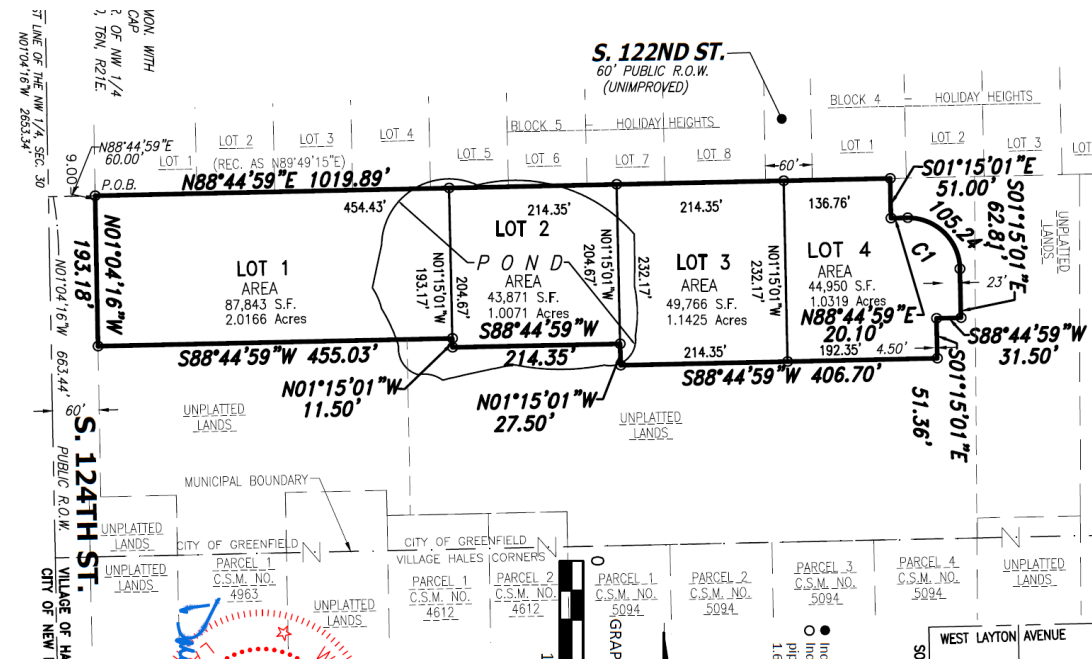 MON. WITH
CAP
OF NW 1/4
T6N, R21E.
ST LINE OF THE NW 1/4, SEC. 30
N01°04'16"W 2653.34'
S. 122ND ST.
60' PUBLIC R.O.W.
(UNIMPROVED)
BLOCK 4 - HOLIDAY HEIGHTS
BLOCK 5 - HOLIDAY HEIGHTS
LOT 1
LOT 2
LOT 3
LOT 4
LOT 5
LOT 6
LOT 7
LOT 8
60'
LOT 1
LOT 2
LOT 3
LOT
N88°44'59"E
60.00'
9.00'
P.O.B.
(REC. AS N89°49'15"E)
N88°44'59"E 1019.89'
454.43'
214.35'
214.35'
136.76'
S01°15'01"E
51.00'
105.24'
C1
S01°15'01"E
62.81'
UNPLATTED
LANDS
23'
N01°04'16"W
193.18'
LOT 1
AREA
87,843 S.F.
2.0166 Acres
N01°15'01"W
193.17'
204.67'
LOT 2
POND
AREA
43,871 S.F.
1.0071 Acres
N01°15'01"W
204.67'
232.17'
LOT 3
AREA
49,766 S.F.
1.1425 Acres
N01°15'01"W
232.17'
LOT 4
AREA
44,950 S.F.
1.0319 Acres
N88°44'59"E
20.10'
S88°44'59"W
31.50'
4.50'
S01°15'01"E
51.36'
S88°44'59"W 455.03'
S88°44'59"W
214.35'
214.35'
192.35'
S88°44'59"W 406.70'
N01°15'01"W
11.50'
N01°15'01"W
27.50'
N01°04'16"W 663.44'
60'
S. 124TH ST.
PUBLIC R.O.W.
UNPLATTED
LANDS
UNPLATTED
LANDS
MUNICIPAL BOUNDARY
UNPLATTED
LANDS
CITY OF GREENFIELD
CITY OF GREENFIELD
VILLAGE HALES CORNERS
UNPLATTED
LANDS
PARCEL 1
C.S.M. NO.
4963
UNPLATTED
LANDS
PARCEL 1
C.S.M. NO.
4612
PARCEL 2
C.S.M. NO.
4612
PARCEL 1
C.S.M. NO.
5094
PARCEL 2
C.S.M. NO.
5094
PARCEL 3
C.S.M. NO.
5094
PARCEL 4
C.S.M. NO.
5094
UNPLATTED
LANDS
VILLAGE OF HA
CITY OF NEW
0
GRAP
WEST LAYTON AVENUE